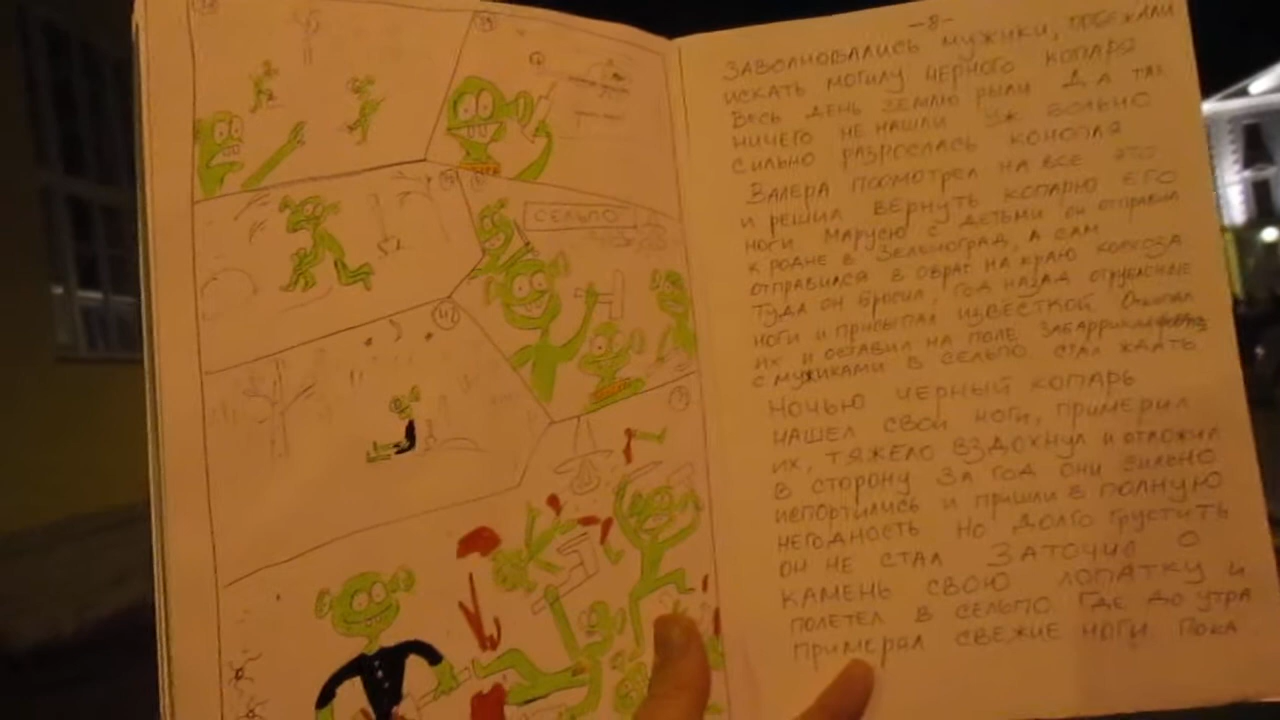 СЕЛЬПО
42
-8-
ЗАВОЛНОВАЛИСЬ МУЖИКИ, ПОБЕЖАЛИ
ИСКАТЬ МОГИЛУ ЧЕРНОГО КОПАРЯ
ВЕСЬ ДЕНЬ ЗЕМЛЮ РЫЛИ ДА ТАК
НИЧЕГО НЕ НАШЛИ УЖ БОЛЬНО
СИЛЬНО РАЗРОСЛАСЬ КОНОПЛЯ
ВАЛЕРА ПОСМОТРЕЛ НА ВСЕ ЭТО
И РЕШИЛ ВЕРНУТЬ КОПАРЮ ЕГО
НОГИ МАРУСЮ С ДЕТЬМИ ОН ОТПРАВИЛ
К РОДНЕ В ЗЕЛЬНОГРАД, А САМ
ОТПРАВИЛСЯ В ОВРАГ НА КРАЮ КОЛХОЗА
ТУДА ОН БРОСИЛ, ГОД НАЗАД ОТРУБЛЕННЫЕ
НОГИ И ПРИСЫПАЛ ИЗВЕСТКОЙ ОТКОПАЛ
ИХ И ОСТАВИЛ НА ПОЛЕ
С МУЖИКАМИ В СЕЛЬПО СТАЛ ЖДАТЬ
НОЧЬЮ ЧЕРНЫЙ КОПАРЬ
НАШЕЛ СВОИ НОГИ, ПРИМЕРИЛ
ИХ, ТЯЖЕЛО ВЗДОХНУЛ И ОТЛОЖИЛ
В СТОРОНУ ЗА ГОД ОНИ СИЛЬНО
ИСПОРТИЛИСЬ И ПРИШЛИ В ПОЛНУЮ
НЕГОДНОСТЬ НО ДОЛГО ГРУСТИТЬ
ОН НЕ СТАЛ ЗАТОЧИВ О
КАМЕНЬ СВОЮ ЛОПАТКУ И
ПОЛЕТЕЛ В СЕЛЬПО ГДЕ ДО УТРА
ПРИМЕРЯЛ СВЕЖИЕ НОГИ ПОКА